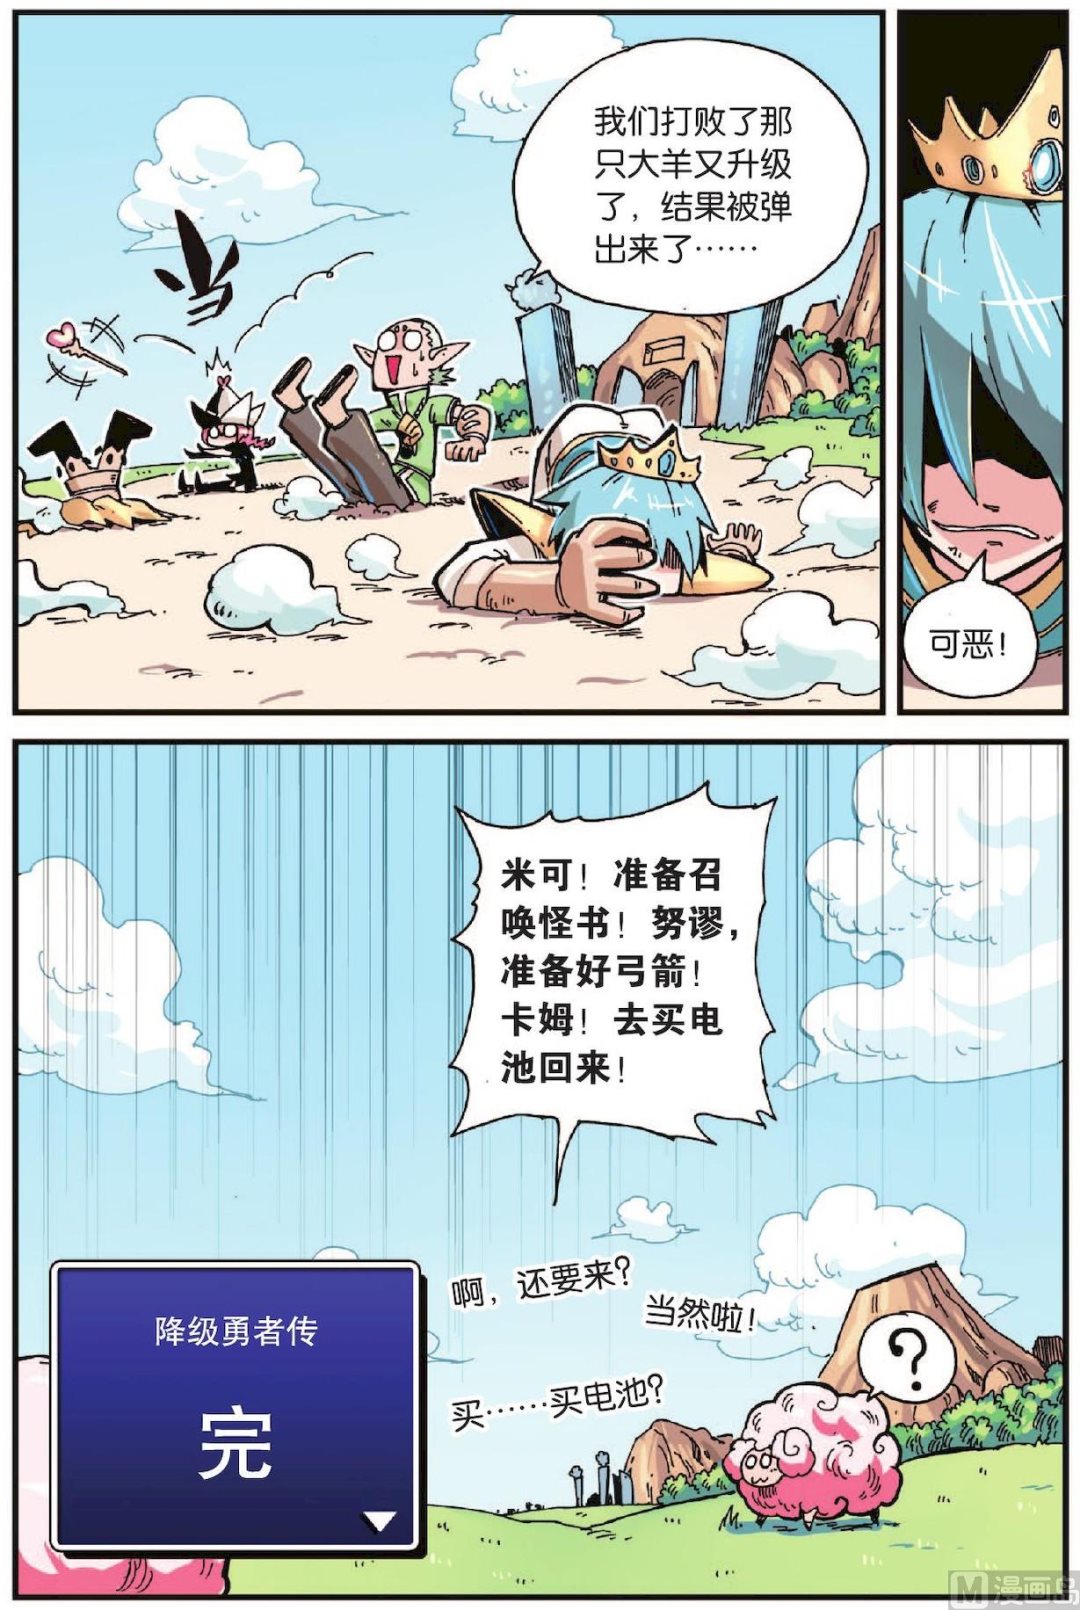 我们打败了那
只大羊又升级
了，结果被弹
出来了……
当
可恶！
米可！准备召
唤怪书！努谬，
准备好弓箭！
卡姆！去买电
池回来！
啊，还要来？
当然啦！
？
买……买电池？
降级勇者传
完
漫画岛